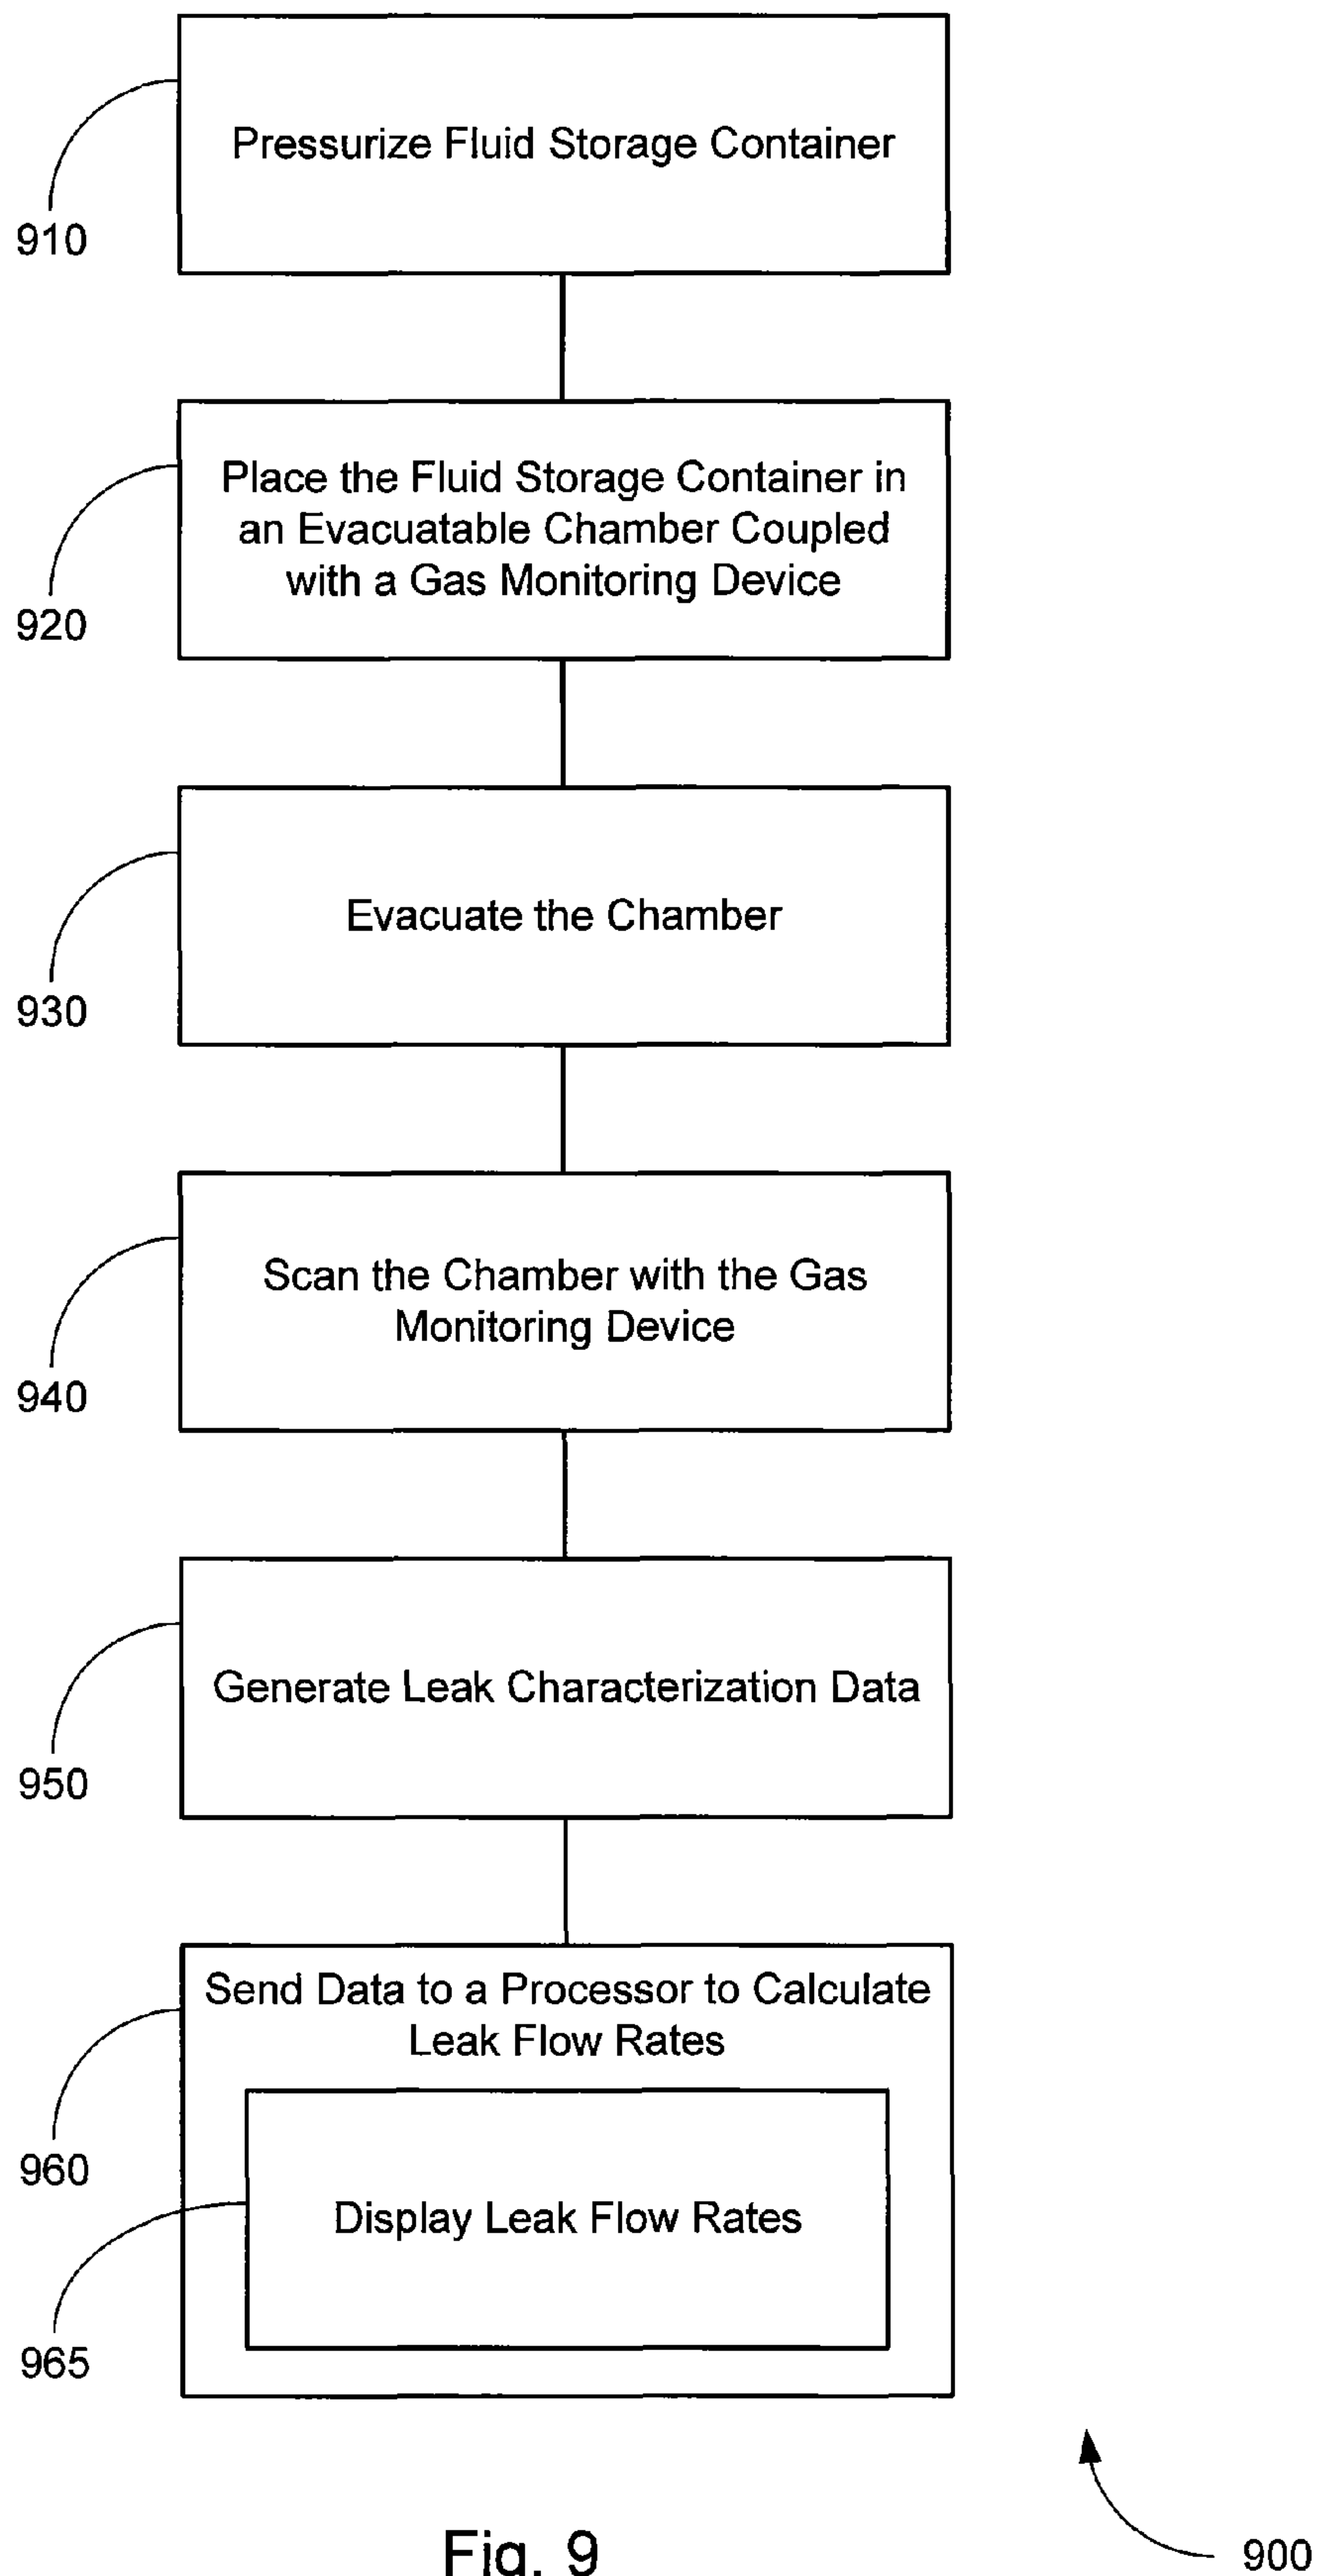 Pressurize Fluid Storage Container
910
Place the Fluid Storage Container in
an Evacuatable Chamber Coupled
with a Gas Monitoring Device
920
Evacuate the Chamber
930
Scan the Chamber with the Gas
Monitoring Device
940
Generate Leak Characterization Data
950
Send Data to a Processor to Calculate
Leak Flow Rates
960
Display Leak Flow Rates
965
Fig. 9
900